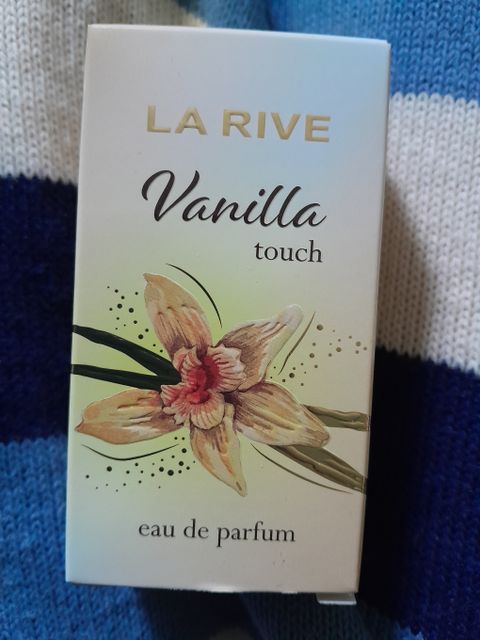 LA RIVE
Vanilla
touch
eau de parfum